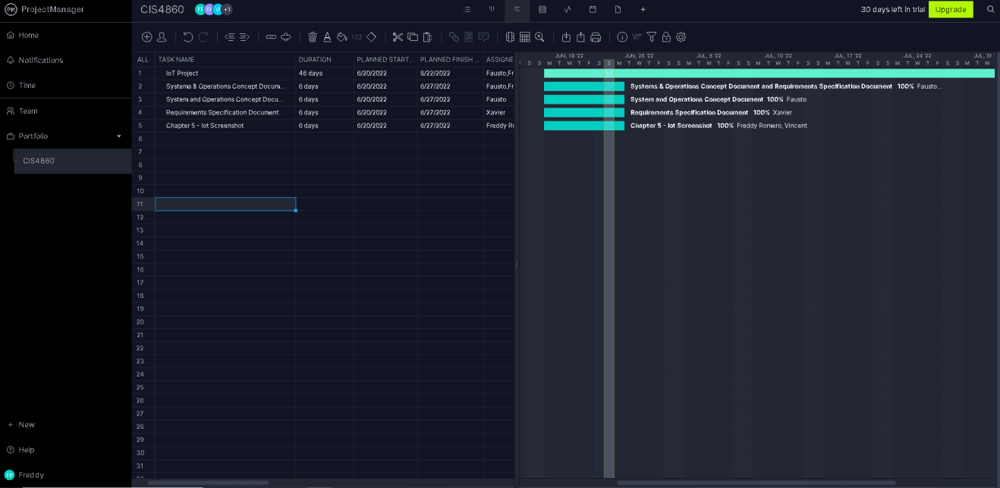 PM ProjectManager
CIS4860
FR FA VI +1
30 days left in trial Upgrade
Home
Notifications
Time
Team
Portfolio
CIS4860
New
Help
FR Freddy
123
ALL TASK NAME DURATION PLANNED START... PLANNED FINISH ... ASSIGNE
1 IoT Project 46 days 6/20/2022 8/22/2022 Fausto,Fr
2 Systems & Operations Concept Docum... 6 days 6/20/2022 6/27/2022 Fausto,Fr
3 System and Operations Concept Docu... 6 days 6/20/2022 6/27/2022 Fausto
4 Requirements Specification Document 6 days 6/20/2022 6/27/2022 Xavier
5 Chapter 5 - Iot Screenshot 6 days 6/20/2022 6/27/2022 Freddy Ro
6
7
8
9
10
11
12
13
14
15
16
17
18
19
20
21
22
23
24
25
26
27
28
29
30
31
JUN, 19 '22 JUN, 26 '22 JUL, 3 '22 JUL, 10 '22 JUL, 17 '22 JUL, 24 '22 JUL, 31 '
S S M T W T F S S M T W T F S S M T W T F S S M T W T F S S M T W T F S S M T W T F S S M T W
Systems & Operations Concept Document and Requirements Specification Document 100% Fausto...
System and Operations Concept Document 100% Fausto
Requirements Specification Document 100% Xavier
Chapter 5 - Iot Screenshot 100% Freddy Romero, Vincent